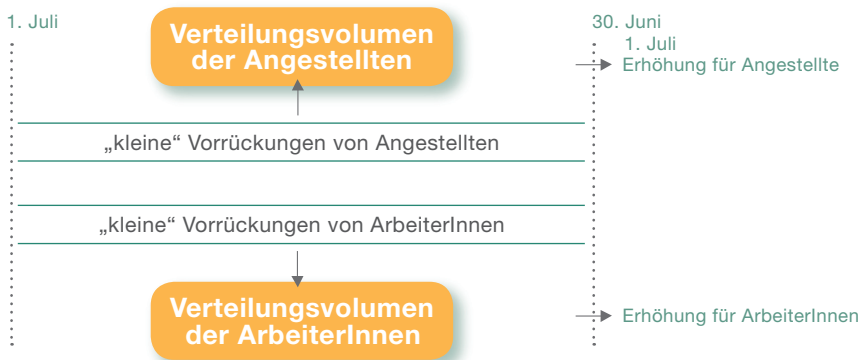 1. Juli
30. Juni
1. Juli
Verteilungsvolumen
der Angestellten
Erhöhung für Angestellte
„kleine“ Vorrückungen von Angestellten
„kleine“ Vorrückungen von ArbeiterInnen
Verteilungsvolumen
der ArbeiterInnen
Erhöhung für ArbeiterInnen